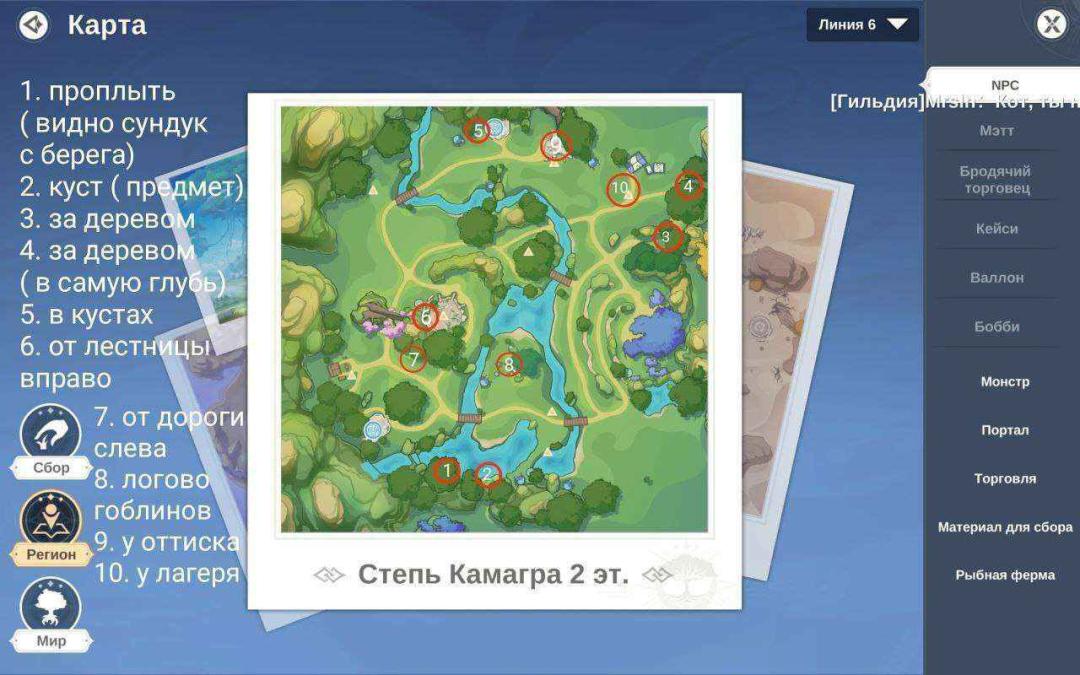 Карта
Линия 6
1. проплыть
( видно сундук
с берега)
2. куст ( предмет)
3. за деревом
4. за деревом
( в самую глубь)
5. в кустах
6. от лестницы
вправо
7. от дороги
слева
8. логово
гоблинов
9. у оттиска
10. у лагеря
Сбор
Регион
Мир
5
10
4
3
6
7
8
1
2
Степь Камагра 2 эт.
NPC
[Гильдия]
Кот, ты
Мэтт
Бродячий
торговец
Кейси
Валлон
Бобби
Монстр
Портал
Торговля
Материал для сбора
Рыбная ферма